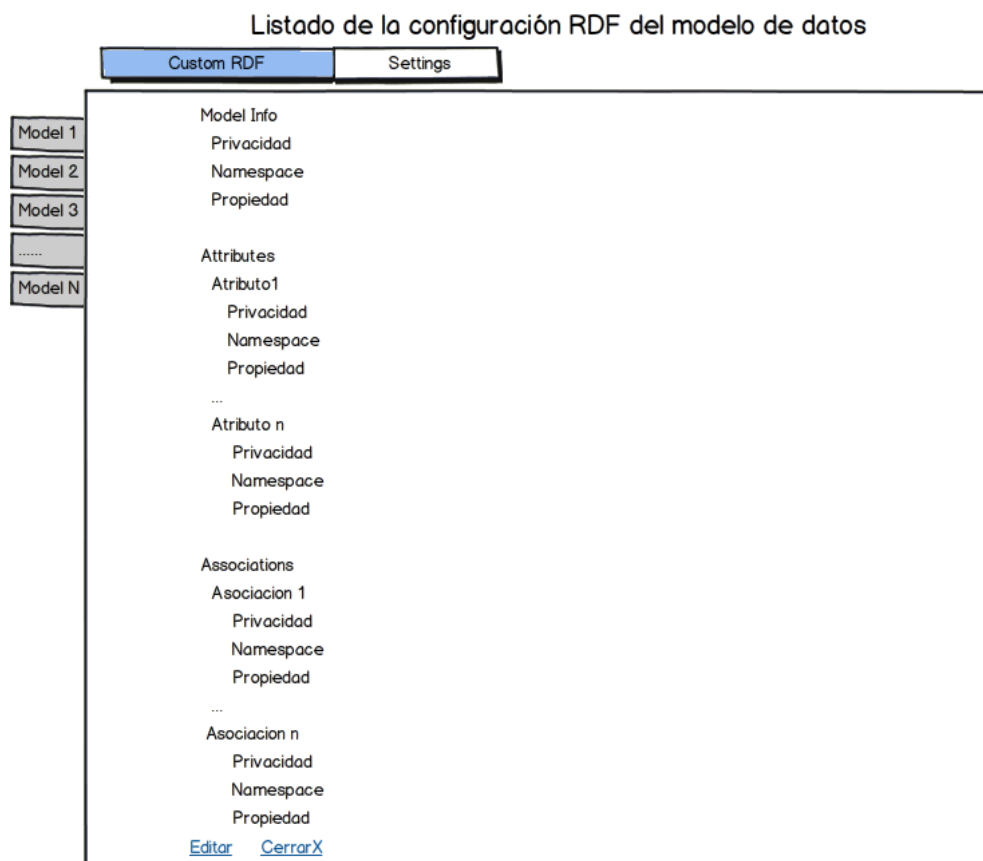 Listado de la configuración RDF del modelo de datos
Custom RDF
Settings
Model 1
Model 2
Model 3
......
Model N
Model Info
Privacidad
Namespace
Propiedad
Attributes
Atributo1
Privacidad
Namespace
Propiedad
...
Atributo n
Privacidad
Namespace
Propiedad
Associations
Asociacion 1
Privacidad
Namespace
Propiedad
...
Asociacion n
Privacidad
Namespace
Propiedad
Editar
CerrarX